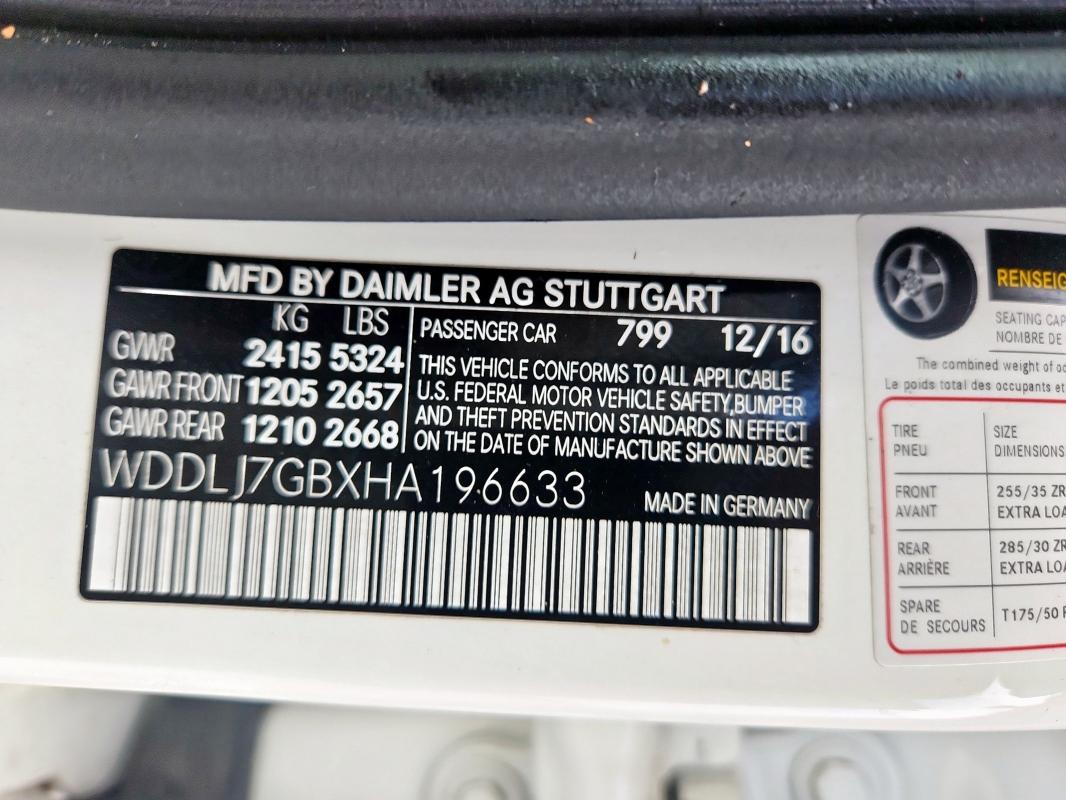 MFD BY DAIMLER AG STUTTGART
KG LBS
GVWR 2415 5324
GAWR FRONT 1205 2657
GAWR REAR 1210 2668
PASSENGER CAR 799 12/16
THIS VEHICLE CONFORMS TO ALL APPLICABLE
U.S. FEDERAL MOTOR VEHICLE SAFETY, BUMPER
AND THEFT PREVENTION STANDARDS IN EFFECT
ON THE DATE OF MANUFACTURE SHOWN ABOVE
WDDLJ7GBXHA196633
MADE IN GERMANY
RENSEIG
SEATING CAP
NOMBRE DE
The combined weight of oc
Le poids total des occupants et
TIRE SIZE
PNEU DIMENSIONS
FRONT 255/35 ZR
AVANT EXTRA LOA
REAR 285/30 ZR
ARRIÈRE EXTRA LOA
SPARE T175/50 R
DE SECOURS